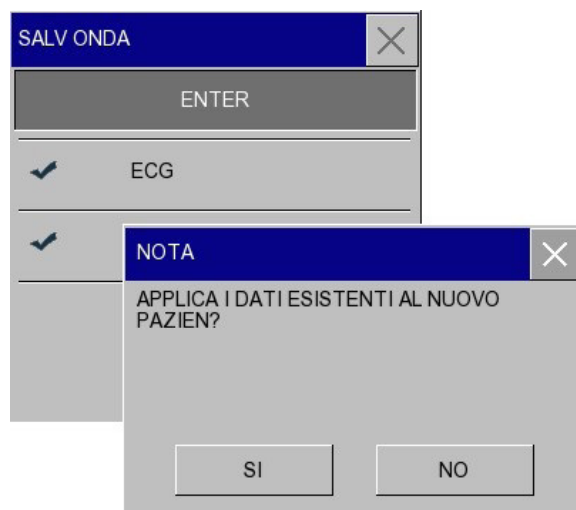 SALV ONDA
ENTER
ECG
NOTA
APPLICA I DATI ESISTENTI AL NUOVO
PAZIEN?
SI
NO